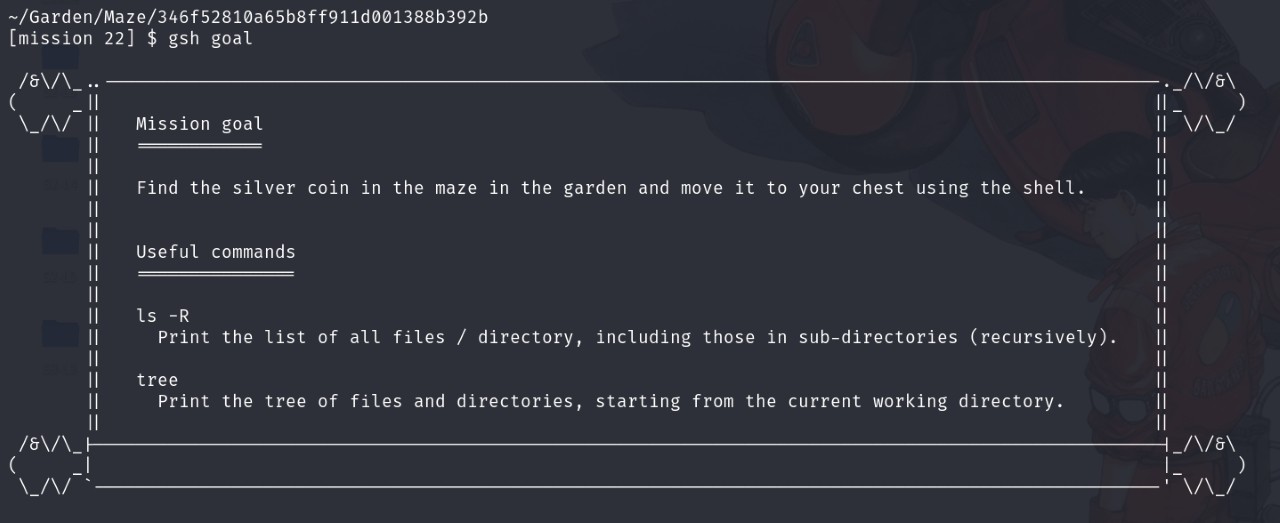 ~/Garden/Maze/346f52810a65b8ff911d001388b392b
[mission 22] $ gsh goal
Mission goal
Find the silver coin in the maze in the garden and move it to your chest using the shell.
Useful commands
ls -R
Print the list of all files / directory, including those in sub-directories (recursively).
tree
Print the tree of files and directories, starting from the current working directory.